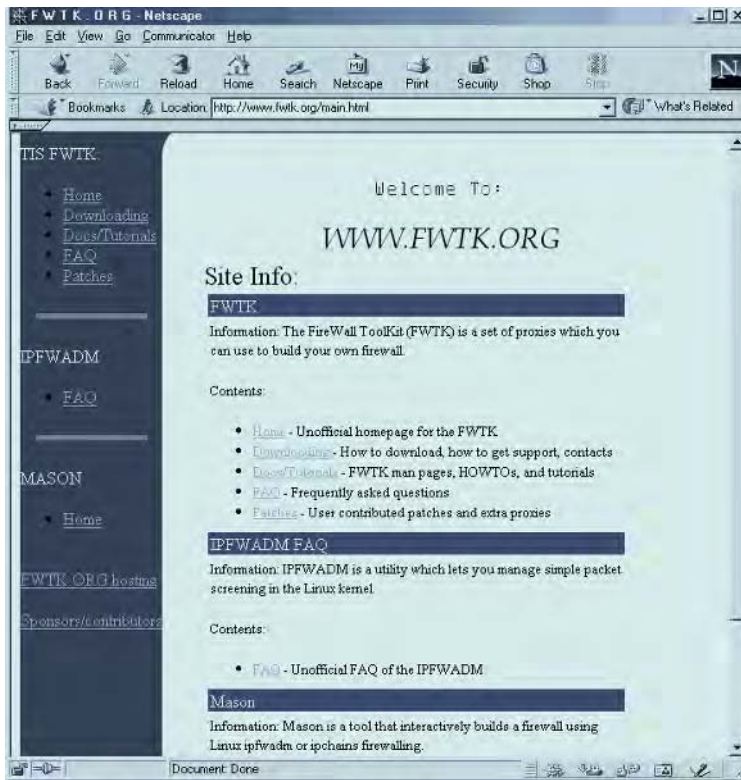 F W T K . O R G - Netscape
File Edit View Go Communicator Help
Back Forward Reload Home Search Netscape Print Security Shop Stop
Bookmarks Location: http://www.fwtk.org/main.html What's Related
TIS FWTK:
Home
Downloading
Docs/Tutorials
FAQ
Patches
IPFWADM
FAQ
MASON
Home
FWTK.ORG hosting
Sponsors/contributors
Welcome To:
WWW.FWTK.ORG
Site Info:
FWTK
Information: The FireWall ToolKit (FWTK) is a set of proxies which you
can use to build your own firewall.
Contents:
Home - Unofficial homepage for the FWTK
Downloading - How to download, how to get support, contacts
Docs/Tutorials - FWTK man pages, HOWTOs, and tutorials
FAQ - Frequently asked questions
Patches - User contributed patches and extra proxies
IPFWADM FAQ
Information: IPFWADM is a utility which lets you manage simple packet
screening in the Linux kernel
Contents:
FAQ - Unofficial FAQ of the IPFWADM
Mason
Information: Mason is a tool that interactively builds a firewall using
Linux ipfwadm or ipchains firewalling.
Document: Done